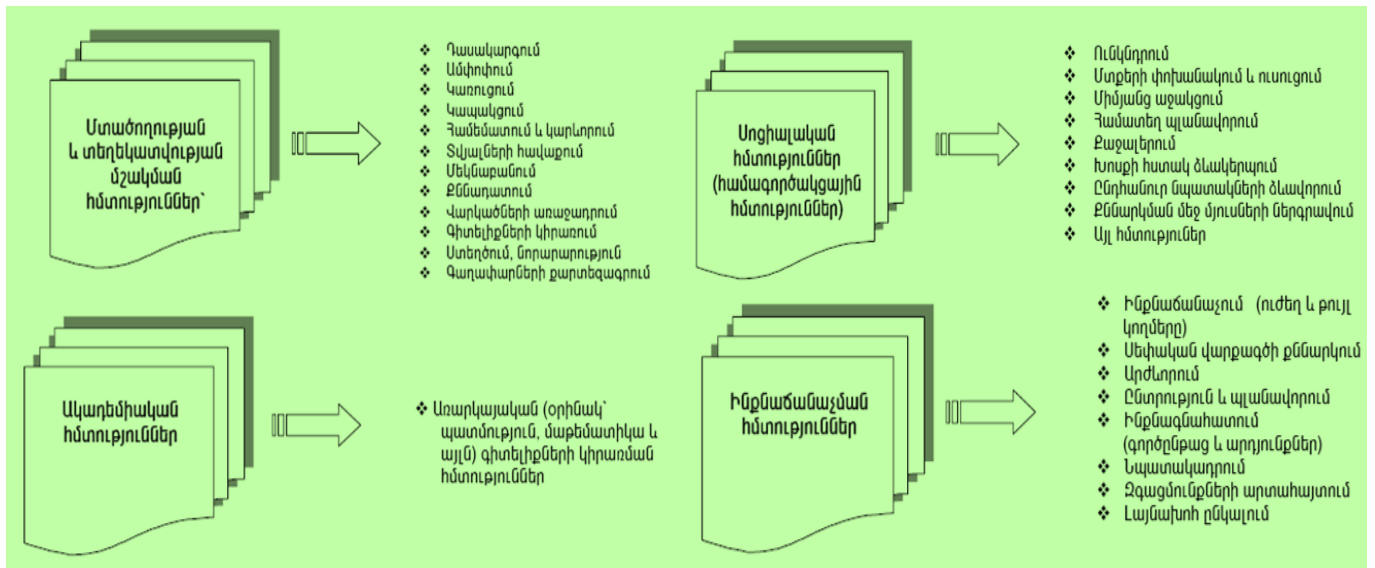 Մտածողության
և տեղեկատվության
մշակման
հմտություններ`
❖ Դասակարգում
❖ Ամփոփում
❖ Կառուցում
❖ Կապակցում
❖ Համեմատում և կարևորում
❖ Տվյալների հավաքում
❖ Մեկնաբանում
❖ Քննադատում
❖ Վարկածների առաջադրում
❖ Գիտելիքների կիրառում
❖ Ստեղծում, նորարարություն
❖ Գաղափարների քարտեզագրում
Սոցիալական
հմտություններ
(համագործակցային
հմտություններ)
❖ Ունկնդրում
❖ Մտքերի փոխանակում և ուսուցում
❖ Միմյանց աջակցում
❖ Համատեղ պլանավորում
❖ Քաջալերում
❖ Խոսքի հստակ ձևակերպում
❖ Ընդհանուր նպատակների ձևավորում
❖ Քննարկման մեջ մյուսների ներգրավում
❖ Այլ հմտություներ
Ակադեմիական
հմտություններ
❖ Առարկայական (օրինակ`
պատմություն, մաթեմատիկա և
այլն) գիտելիքների կիրառման
հմտություններ
Ինքնաճանաչման
հմտություններ
❖ Ինքնաճանաչում (ուժեղ և թույլ
կողմերը)
❖ Սեփական վարքագծի քննարկում
❖ Արժևորում
❖ Ընտրություն և պլանավորում
❖ Ինքնագնահատում
(գործընթաց և արդյունքներ)
❖ Նպատակադրում
❖ Զգացմունքների արտահայտում
❖ Լայնախոհ ընկալում